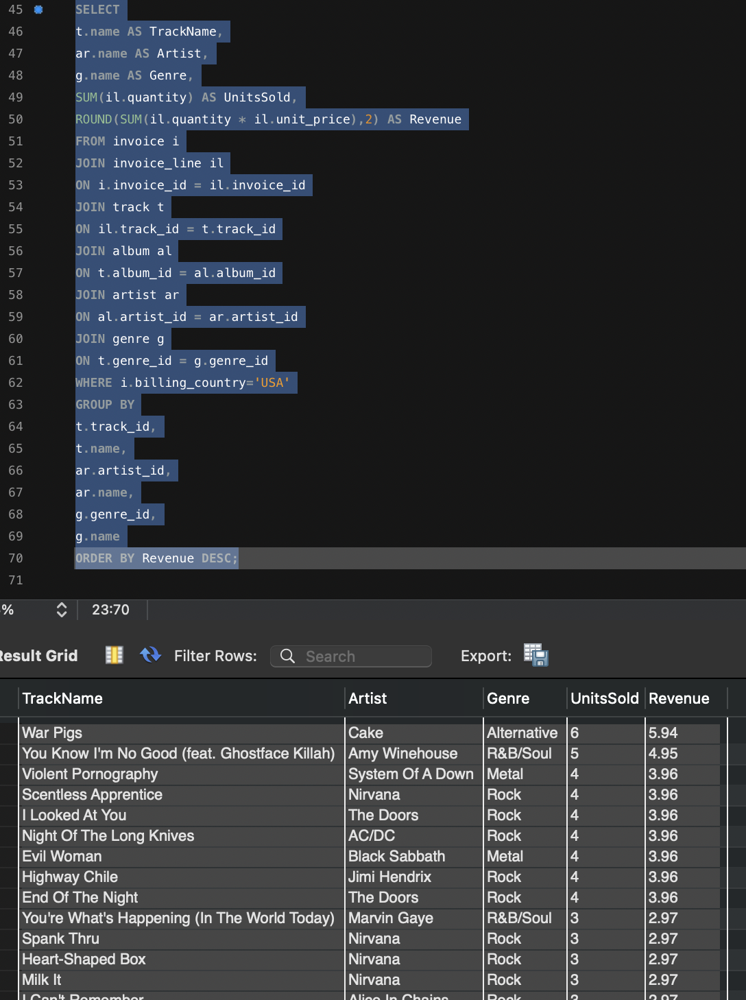 45 SELECT
46 t.name AS TrackName,
47 ar.name AS Artist,
48 g.name AS Genre,
49 SUM(il.quantity) AS UnitsSold,
50 ROUND(SUM(il.quantity * il.unit_price),2) AS Revenue
51 FROM invoice i
52 JOIN invoice_line il
53 ON i.invoice_id = il.invoice_id
54 JOIN track t
55 ON il.track_id = t.track_id
56 JOIN album al
57 ON t.album_id = al.album_id
58 JOIN artist ar
59 ON al.artist_id = ar.artist_id
60 JOIN genre g
61 ON t.genre_id = g.genre_id
62 WHERE i.billing_country='USA'
63 GROUP BY
64 t.track_id,
65 t.name,
66 ar.artist_id,
67 ar.name,
68 g.genre_id,
69 g.name
70 ORDER BY Revenue DESC;
71
% 23:70
Result Grid Filter Rows: Search Export:
TrackName Artist Genre UnitsSold Revenue
War Pigs Cake Alternative 6 5.94
You Know I'm No Good (feat. Ghostface Killah) Amy Winehouse R&B/Soul 5 4.95
Violent Pornography System Of A Down Metal 4 3.96
Scentless Apprentice Nirvana Rock 4 3.96
I Looked At You The Doors Rock 4 3.96
Night Of The Long Knives AC/DC Rock 4 3.96
Evil Woman Black Sabbath Metal 4 3.96
Highway Chile Jimi Hendrix Rock 4 3.96
End Of The Night The Doors Rock 4 3.96
You're What's Happening (In The World Today) Marvin Gaye R&B/Soul 3 2.97
Spank Thru Nirvana Rock 3 2.97
Heart-Shaped Box Nirvana Rock 3 2.97
Milk It Nirvana Rock 3 2.97
I Can't Remember Alice In Chains Rock 3 2.97